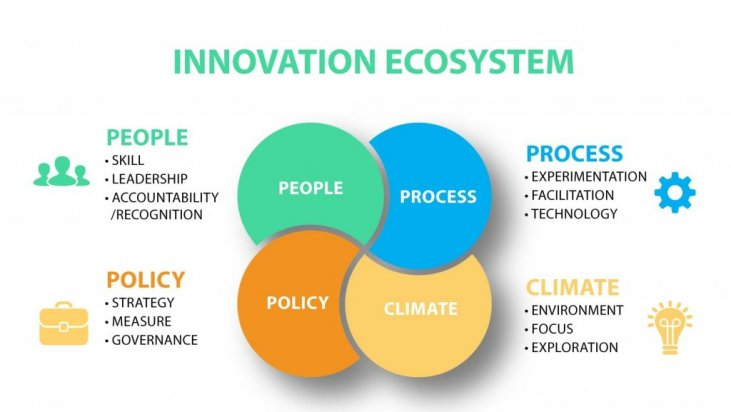 INNOVATION ECOSYSTEM
PEOPLE
• SKILL
• LEADERSHIP
• ACCOUNTABILITY
/RECOGNITION
PEOPLE
PROCESS
PROCESS
• EXPERIMENTATION
• FACILITATION
• TECHNOLOGY
POLICY
• STRATEGY
• MEASURE
• GOVERNANCE
POLICY
CLIMATE
CLIMATE
• ENVIRONMENT
• FOCUS
• EXPLORATION